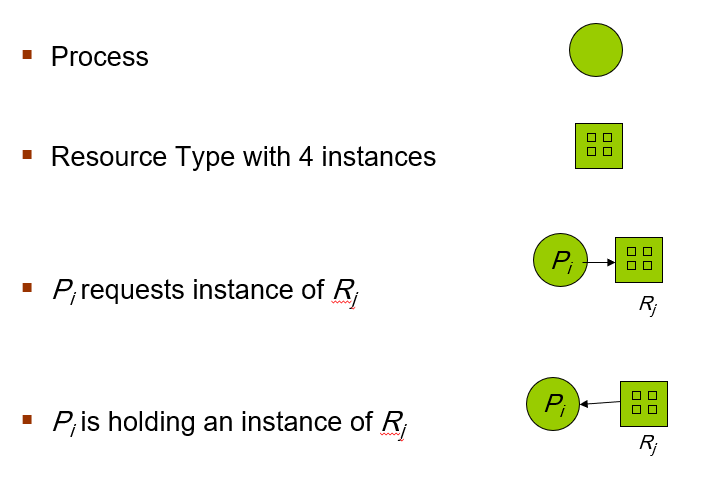 Process
Resource Type with 4 instances
Pi requests instance of Rj
Pi
Rj
Pi is holding an instance of Rj
Pi
Rj